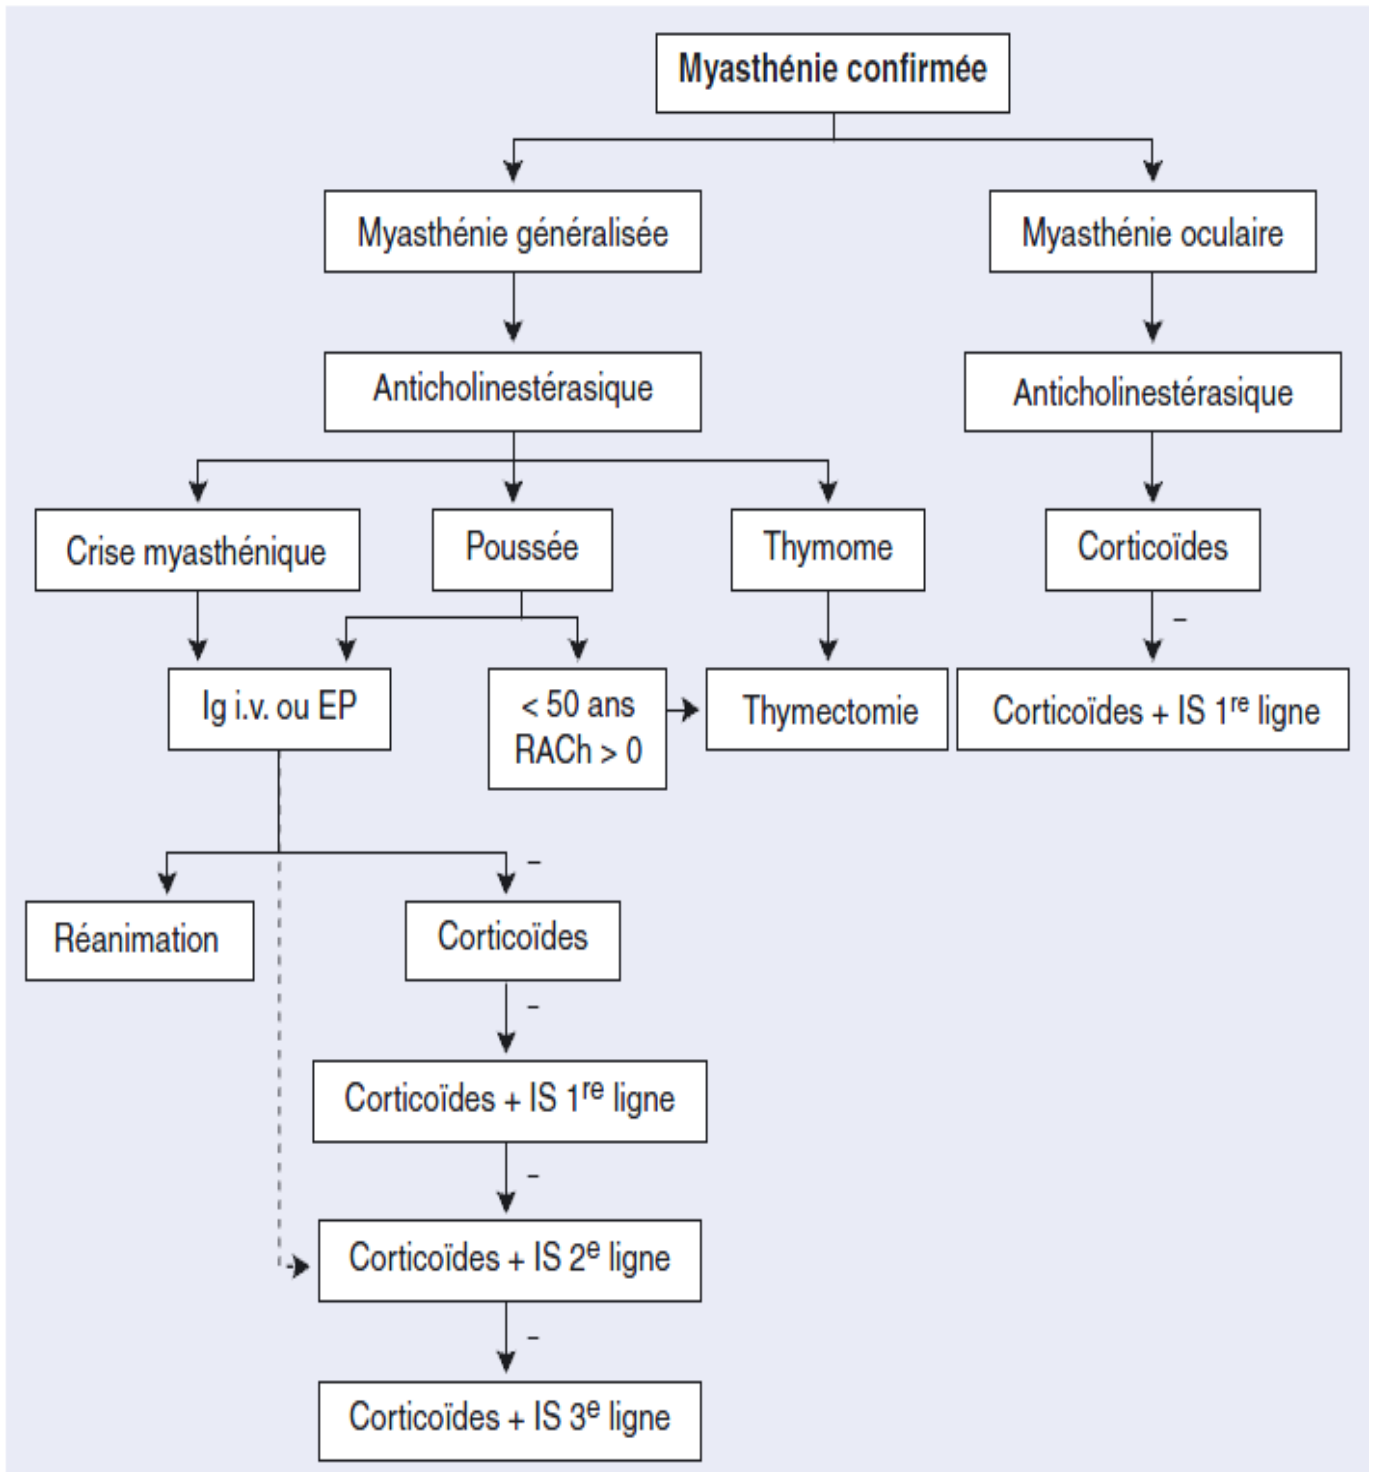 Myasthénie confirmée
Myasthénie généralisée
Myasthénie oculaire
Anticholinestérasique
Anticholinestérasique
Crise myasthénique
Poussée
Thymome
Corticoïdes
–
Ig i.v. ou EP
< 50 ans
RACh > 0
Thymectomie
Corticoïdes + IS 1re ligne
–
Réanimation
Corticoïdes
–
Corticoïdes + IS 1re ligne
–
Corticoïdes + IS 2e ligne
–
Corticoïdes + IS 3e ligne